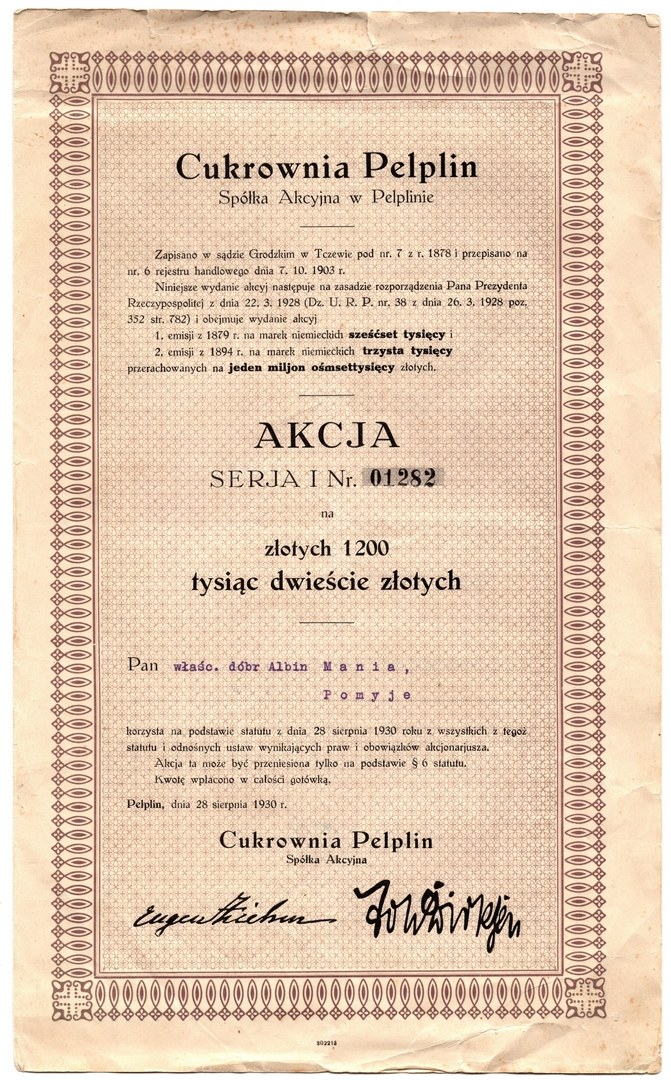 Cukrownia Pelplin
Spółka Akcyjna w Pelplinie
Zapisano w sądzie Grodzkim w Tczewie pod nr. 7 z r. 1878 i przepisano na
nr. 6 rejestru handlowego dnia 7. 10. 1903 r.
Niniejsze wydanie akcyj następuje na zasadzie rozporządzenia Pana Prezydenta
Rzeczypospolitej z dnia 22. 3. 1928 (Dz. U. R. P. nr. 38 z dnia 26. 3. 1928 poz.
352 str. 782) i obejmuje wydanie akcyj
1. emisji z 1879 r. na marek niemieckich sześćset tysięcy i
2. emisji z 1894 r. na marek niemieckich trzysta tysięcy
przerachowanych na jeden miljon ośmsettysięcy złotych.
AKCJA
SERJA I Nr. 01282
na
złotych 1200
tysiąc dwieście złotych
Pan właśc. dóbr Albin Mania,
Pomyje
korzysta na podstawie statutu z dnia 28 sierpnia 1930 roku z wszystkich z tegoż
statutu i odnośnych ustaw wynikających praw i obowiązków akcjonarjusza.
Akcja ta może być przeniesiona tylko na podstawie § 6 statutu.
Kwotę wpłacono w całości gotówką.
Pelplin, dnia 28 sierpnia 1930 r.
Cukrownia Pelplin
Spółka Akcyjna